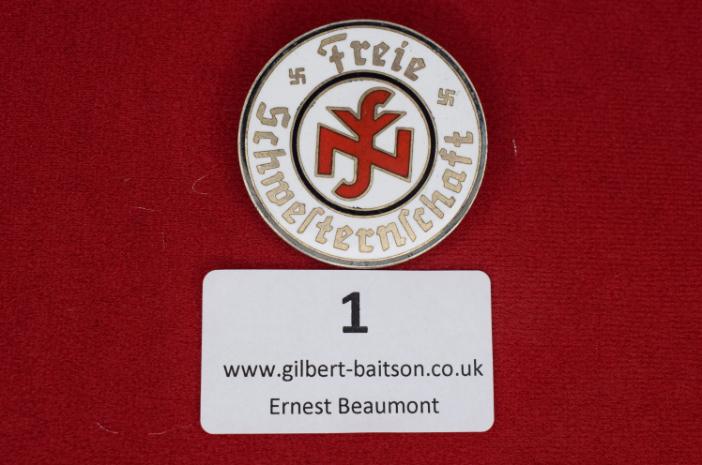 Freie
Schwesternschaft
1
www.gilbert-baitson.co.uk
Ernest Beaumont